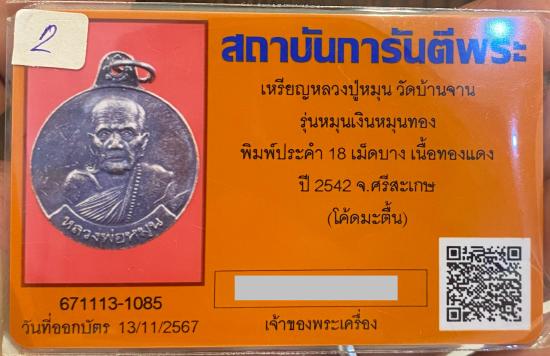 2
สถาบันการันตีพระ
เหรียญหลวงปู่หมุน วัดบ้านจาน
รุ่นหมุนเงินหมุนทอง
พิมพ์ประคำ 18 เม็ดบาง เนื้อทองแดง
ปี 2542 จ.ศรีสะเกษ
(โค้ดมะตื้น)
หลวงพ่อหมุน
671113-1085
วันที่ออกบัตร 13/11/2567
เจ้าของพระเครื่อง